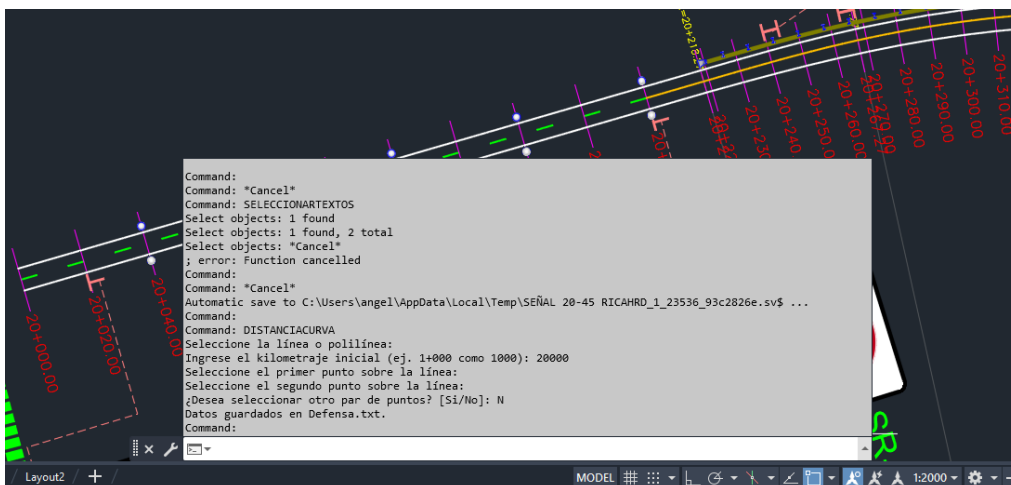 =20+218.2
20+000.00
20+020.00
20+040.00
20+240
20+250.0
20+260.00
20+270.00
20+280.00
20+290.00
20+300.00
20+310.00
Command:
Command: *Cancel*
Command: SELECCIONARTEXTOS
Select objects: 1 found
Select objects: 1 found, 2 total
Select objects: *Cancel*
; error: Function cancelled
Command:
Command: *Cancel*
Automatic save to C:\Users\angel\AppData\Local\Temp\SEÑAL 20-45 RICAHRD_1_23536_93c2826e.sv$ ...
Command:
Command: DISTANCIACURVA
Seleccione la línea o polilínea:
Ingrese el kilometraje inicial (ej. 1+000 como 1000): 20000
Seleccione el primer punto sobre la línea:
Seleccione el segundo punto sobre la línea:
¿Desea seleccionar otro par de puntos? [Si/No]: N
Datos guardados en Defensa.txt.
Command:
SR
Layout2
MODEL
1:2000